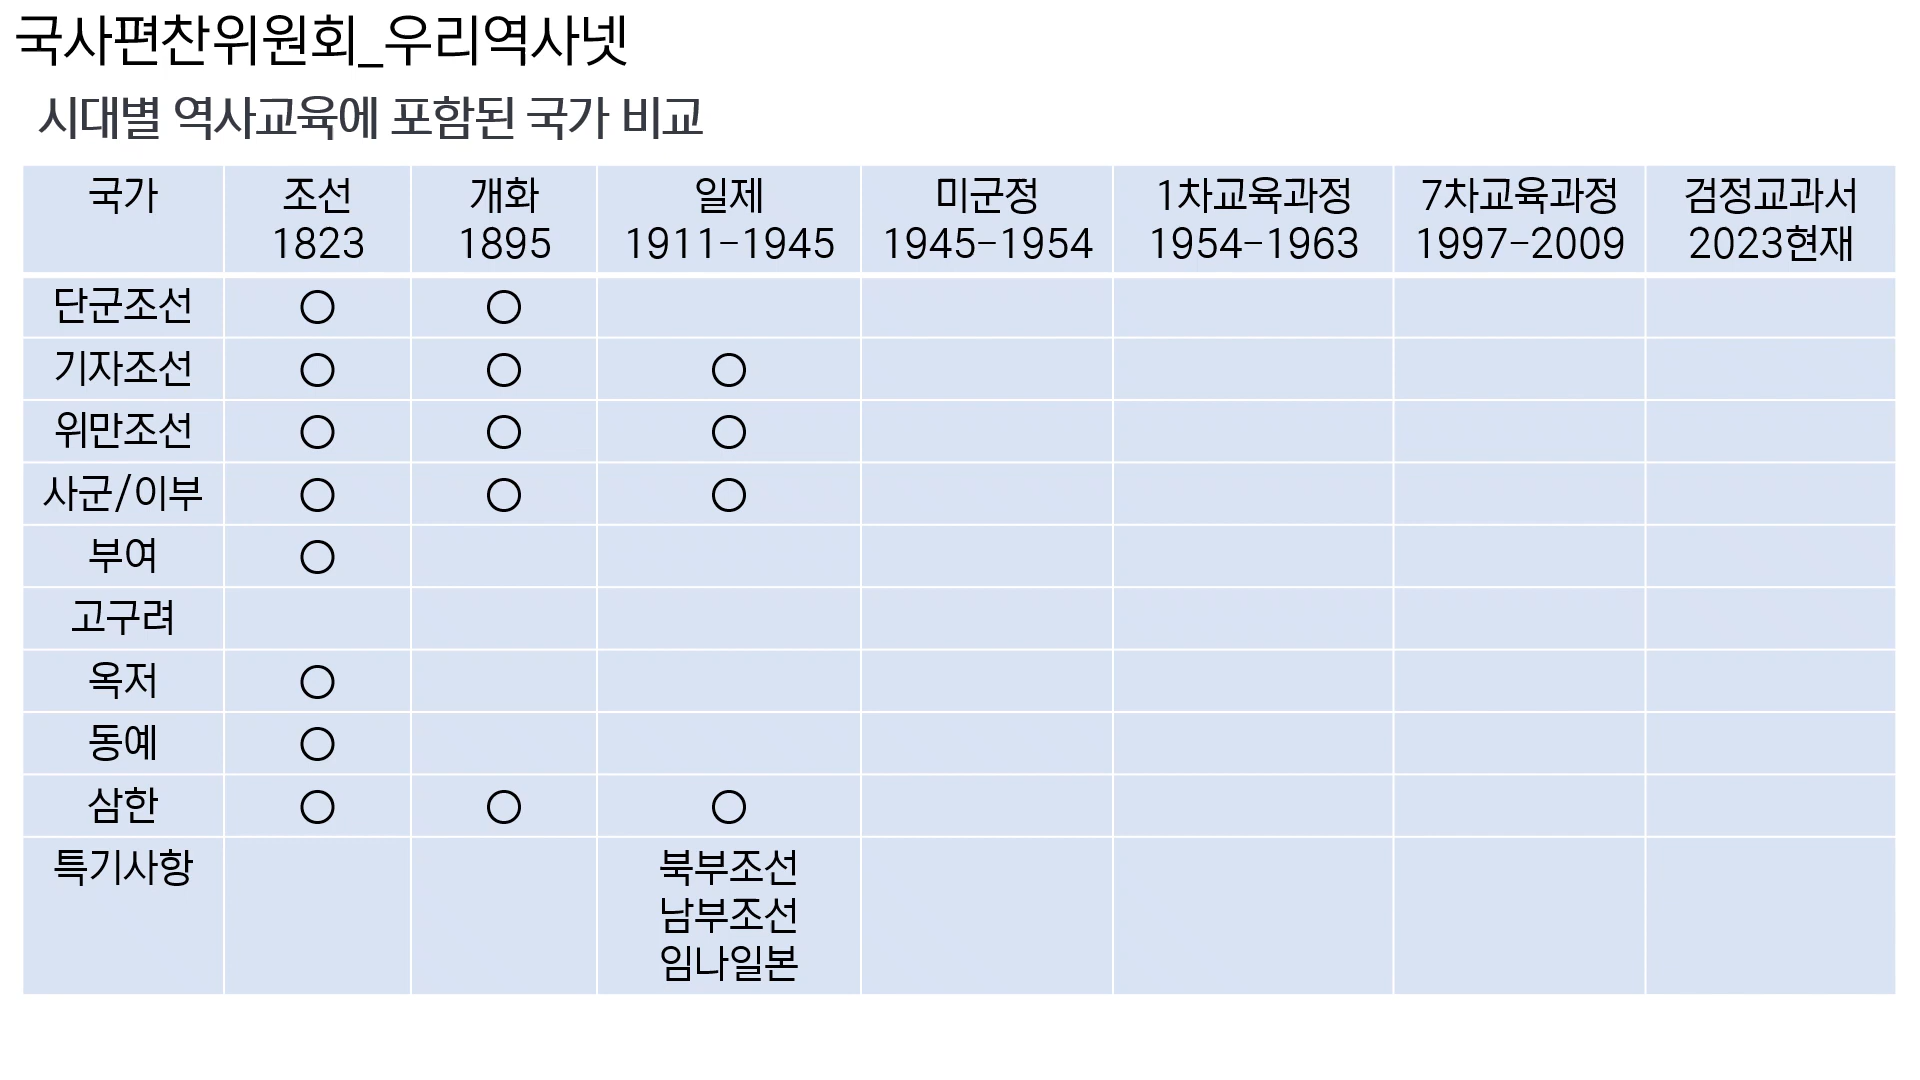 국사편찬위원회_우리역사넷
시대별 역사교육에 포함된 국가 비교
국가 조선 1823 개화 1895 일제 1911-1945 미군정 1945-1954 1차교육과정 1954-1963 7차교육과정 1997-2009 검정교과서 2023현재
단군조선 ○ ○
기자조선 ○ ○ ○
위만조선 ○ ○ ○
사군/이부 ○ ○ ○
부여 ○
고구려
옥저 ○
동예 ○
삼한 ○ ○ ○
특기사항 북부조선
남부조선
임나일본